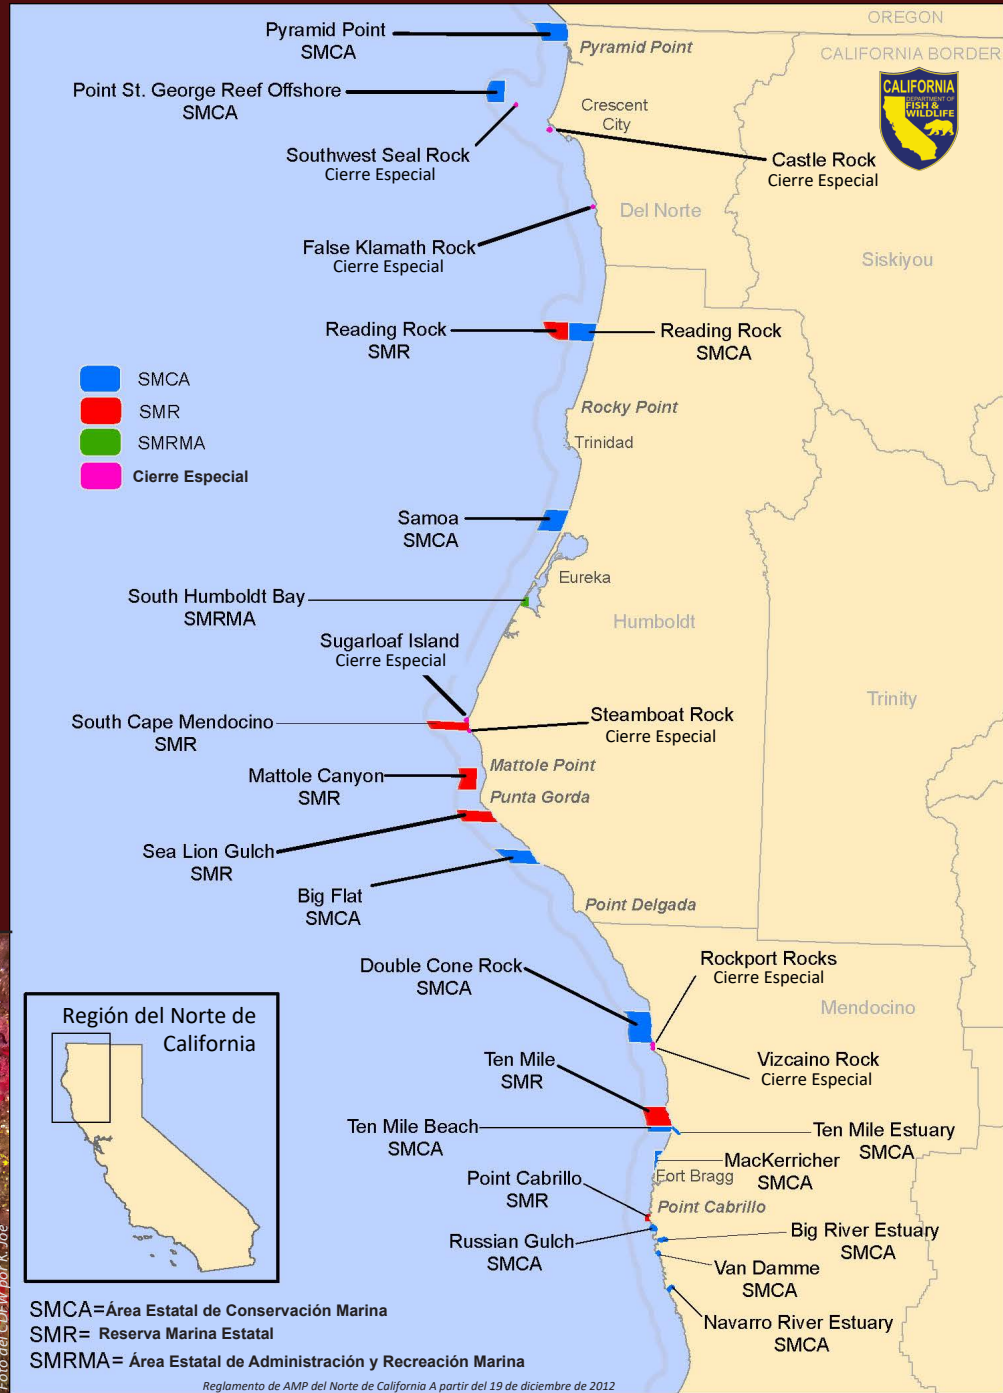 OREGON
CALIFORNIA BORDER
CALIFORNIA
DEPARTMENT OF
FISH &
WILDLIFE
Pyramid Point
SMCA
Pyramid Point
Point St. George Reef Offshore
SMCA
Crescent
City
Southwest Seal Rock
Cierre Especial
Castle Rock
Cierre Especial
Del Norte
False Klamath Rock
Cierre Especial
Siskiyou
Reading Rock
SMR
Reading Rock
SMCA
SMCA
SMR
SMRMA
Cierre Especial
Rocky Point
Trinidad
Samoa
SMCA
Eureka
South Humboldt Bay
SMRMA
Humboldt
Sugarloaf Island
Cierre Especial
Trinity
South Cape Mendocino
SMR
Steamboat Rock
Cierre Especial
Mattole Canyon
SMR
Mattole Point
Punta Gorda
Sea Lion Gulch
SMR
Big Flat
SMCA
Point Delgada
Double Cone Rock
SMCA
Rockport Rocks
Cierre Especial
Mendocino
Región del Norte de
California
Ten Mile
SMR
Vizcaino Rock
Cierre Especial
Ten Mile Beach
SMCA
Ten Mile Estuary
SMCA
MacKerricher
SMCA
Fort Bragg
Point Cabrillo
SMR
Point Cabrillo
Russian Gulch
SMCA
Big River Estuary
SMCA
Van Damme
SMCA
Navarro River Estuary
SMCA
SMCA=Área Estatal de Conservación Marina
SMR= Reserva Marina Estatal
SMRMA= Área Estatal de Administración y Recreación Marina
Reglamento de AMP del Norte de California A partir del 19 de diciembre de 2012
Foto del CDFW por K. Joe